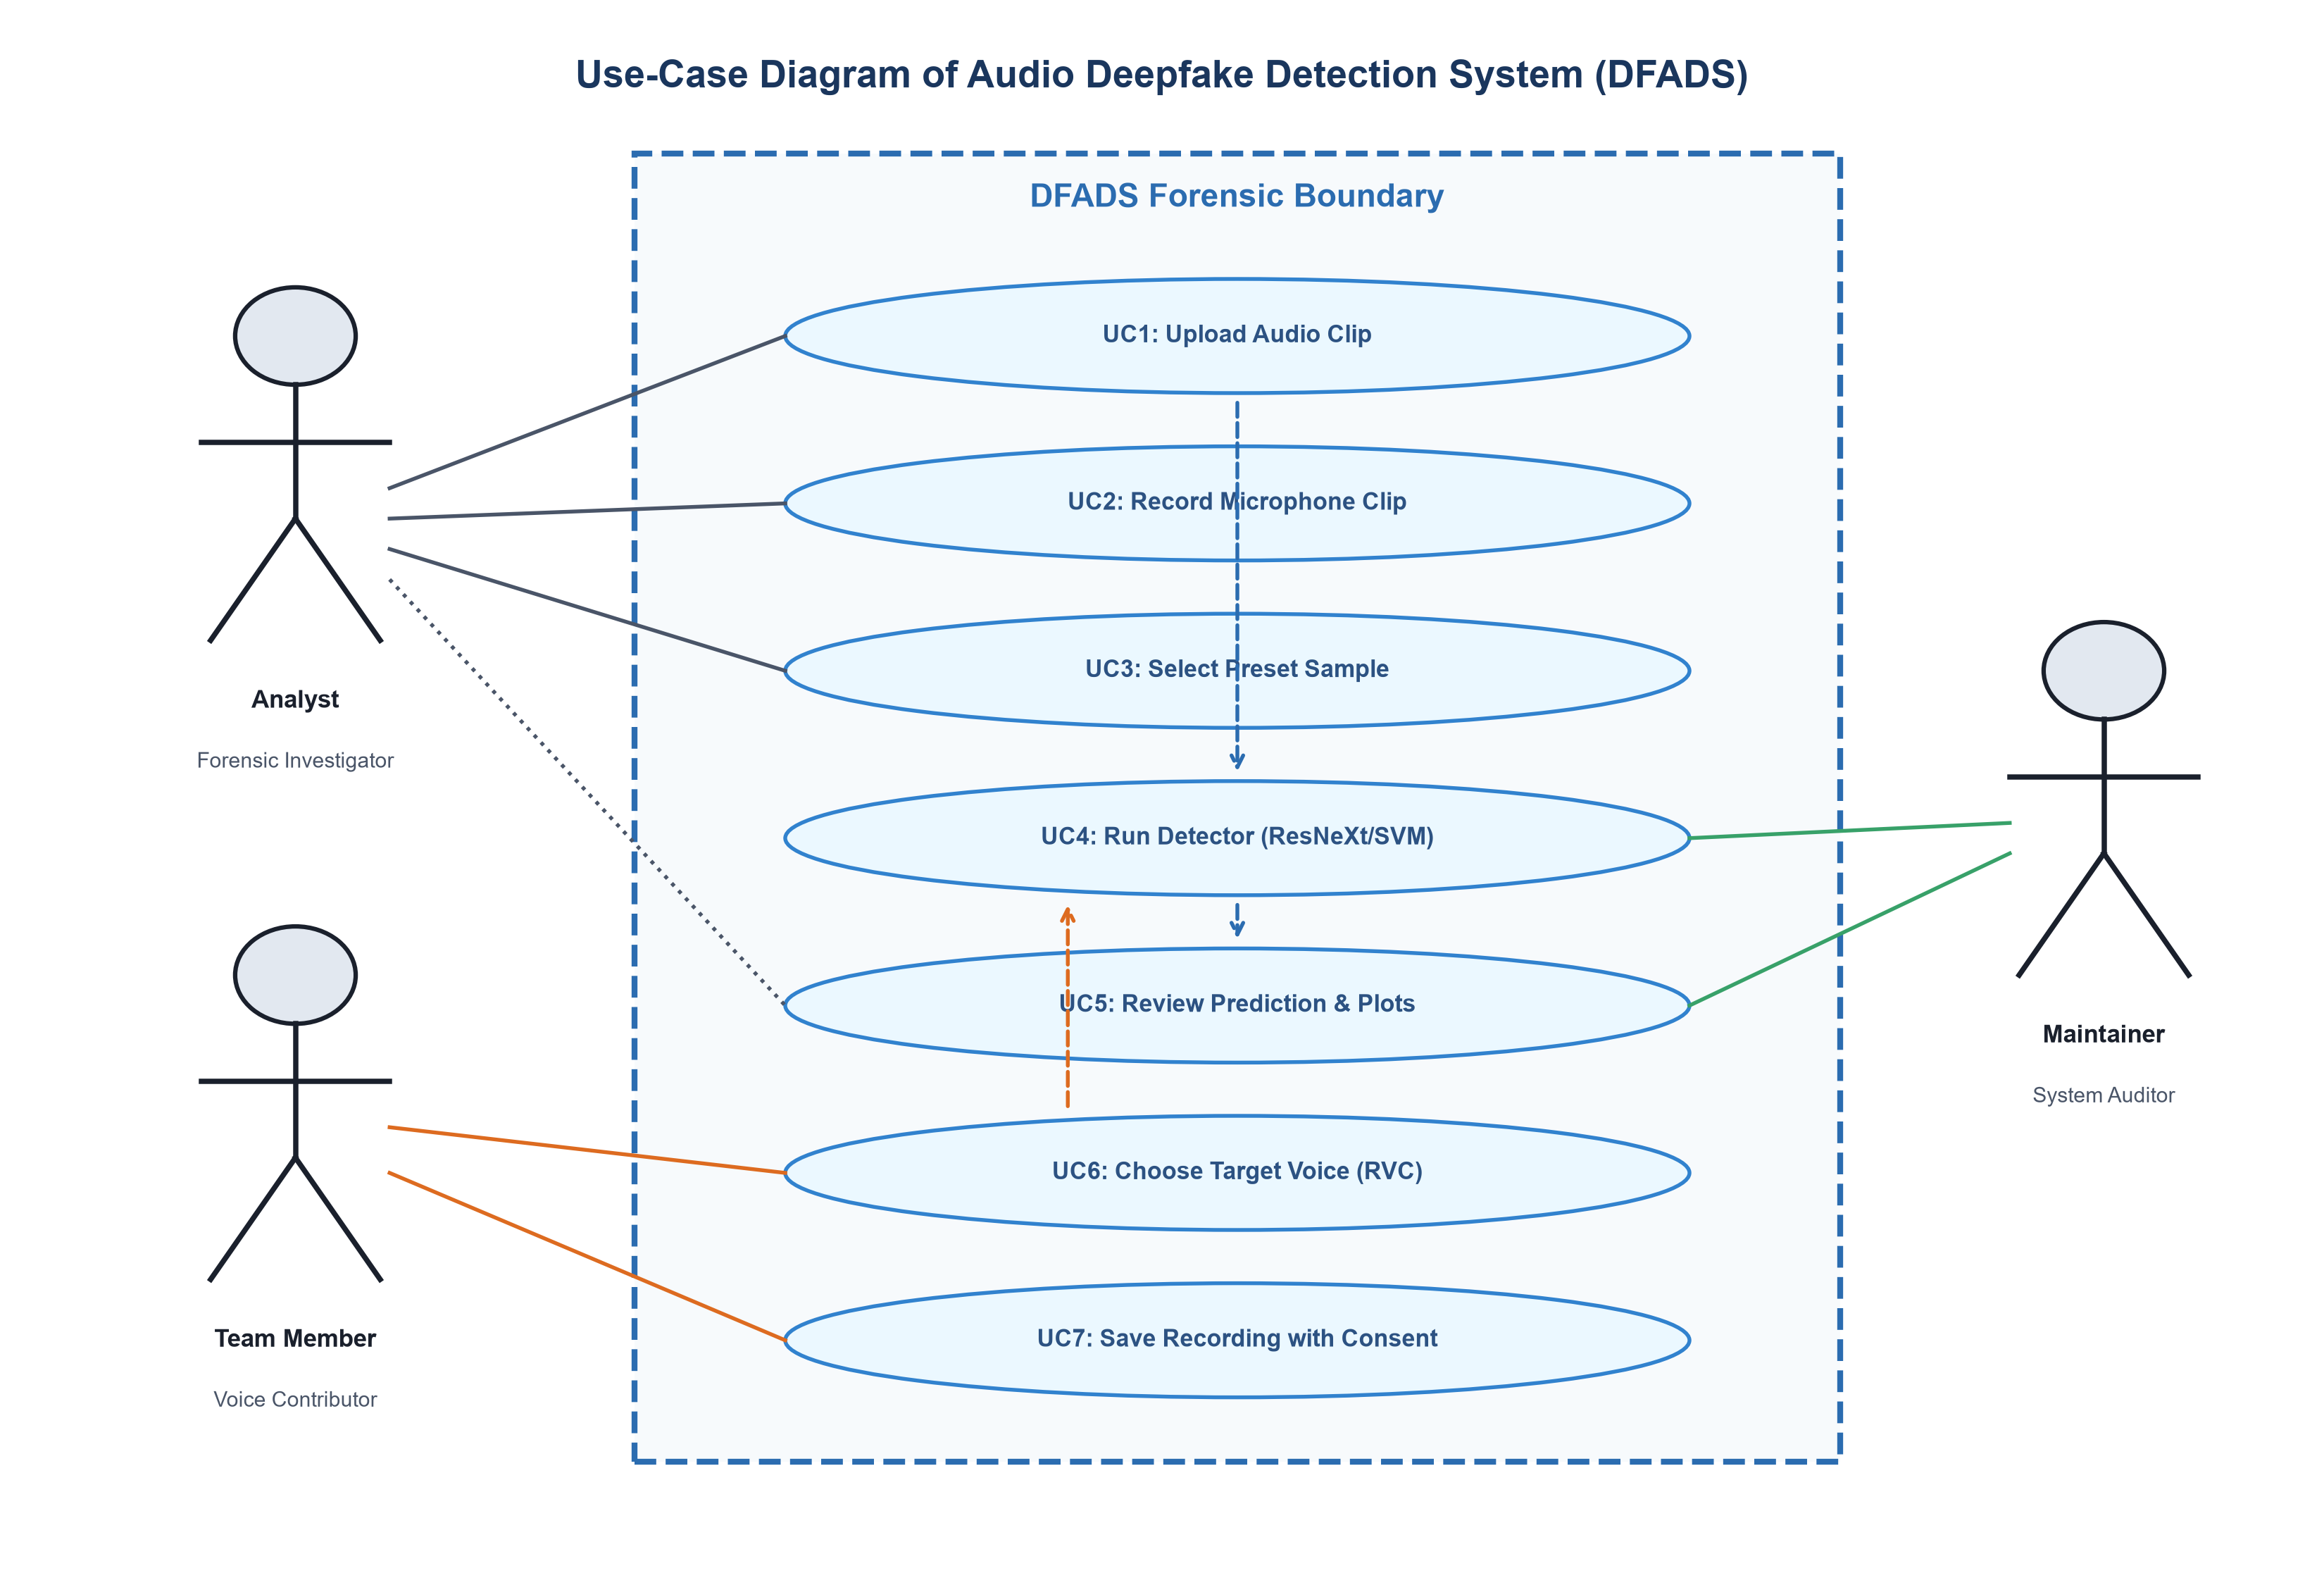 Use-Case Diagram of Audio Deepfake Detection System (DFADS)
DFADS Forensic Boundary
UC1: Upload Audio Clip
UC2: Record Microphone Clip
UC3: Select Preset Sample
Analyst
Forensic Investigator
UC4: Run Detector (ResNeXt/SVM)
UC5: Review Prediction & Plots
Maintainer
System Auditor
UC6: Choose Target Voice (RVC)
UC7: Save Recording with Consent
Team Member
Voice Contributor